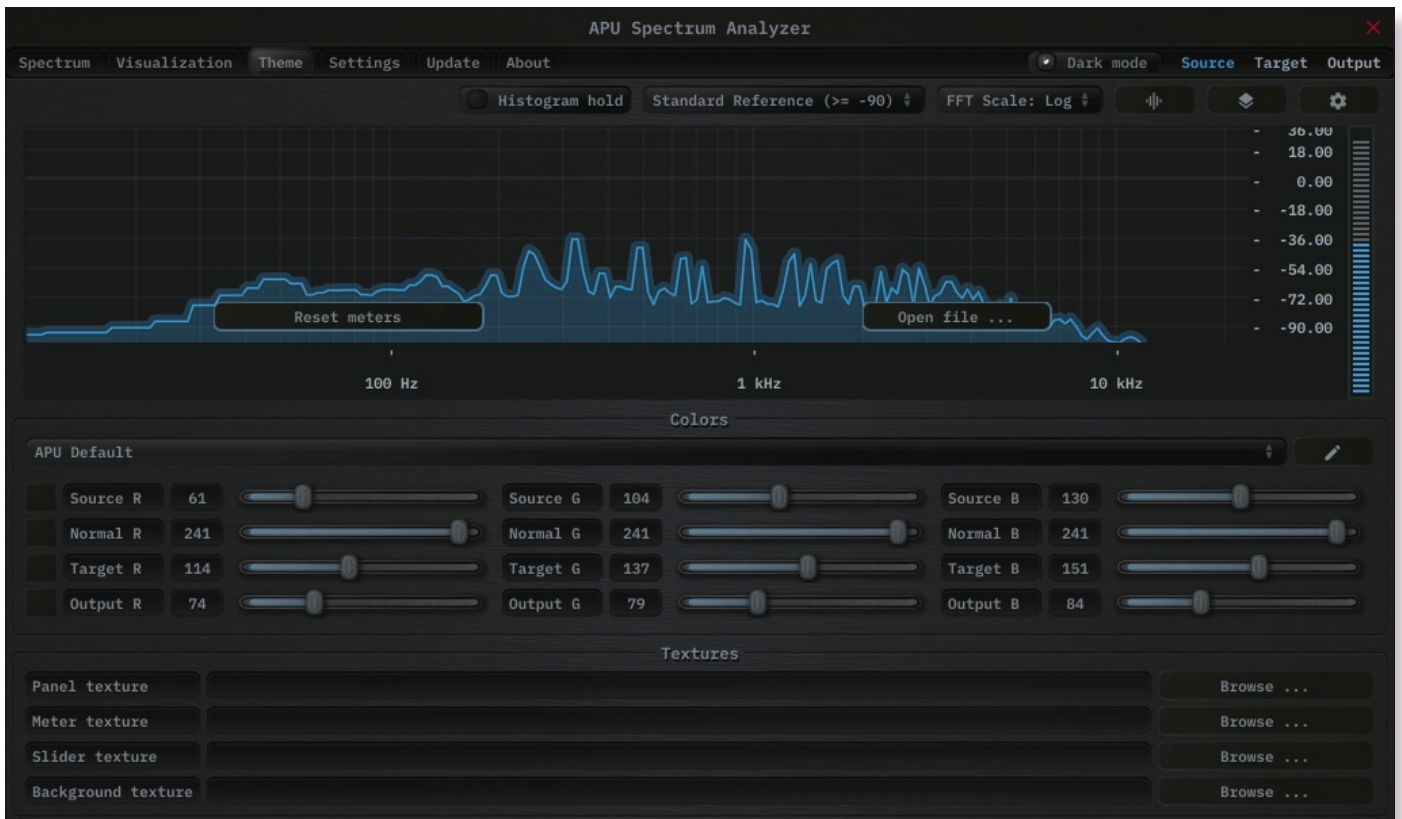 APU Spectrum Analyzer
Spectrum Visualization Theme Settings Update About Dark mode Source Target Output
Histogram hold Standard Reference (>= -90) FFT Scale: Log
- 36.00
- 18.00
- 0.00
- -18.00
- -36.00
- -54.00
- -72.00
- -90.00
Reset meters Open file ...
100 Hz 1 kHz 10 kHz
Colors
APU Default
Source R 61 Source G 104 Source B 130
Normal R 241 Normal G 241 Normal B 241
Target R 114 Target G 137 Target B 151
Output R 74 Output G 79 Output B 84
Textures
Panel texture Browse ...
Meter texture Browse ...
Slider texture Browse ...
Background texture Browse ...